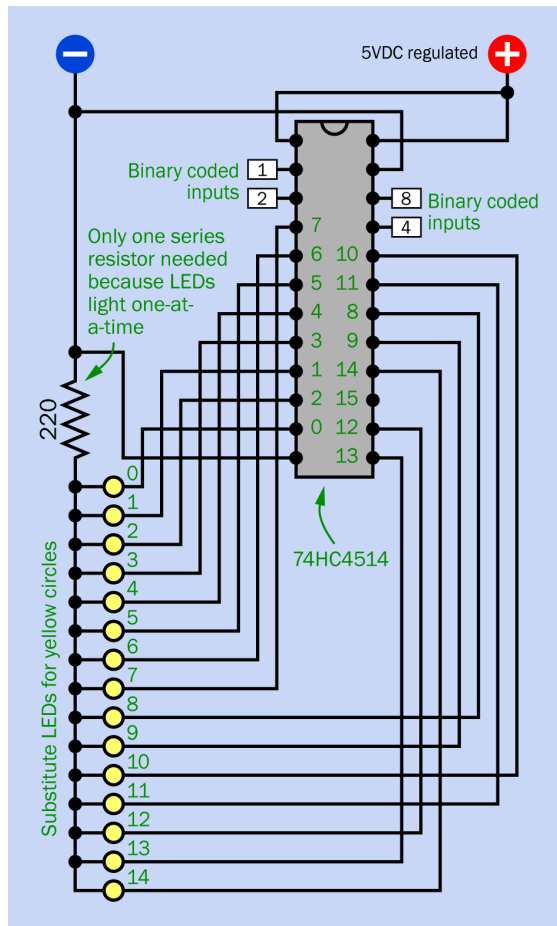 −
5VDC regulated
+
Binary coded
inputs
1
2
8
4
Binary coded
inputs
Only one series
resistor needed
because LEDs
light one-at-
a-time
7
6 10
5 11
4 8
3 9
1 14
2 15
0 12
13
220
74HC4514
Substitute LEDs for yellow circles
0
1
2
3
4
5
6
7
8
9
10
11
12
13
14